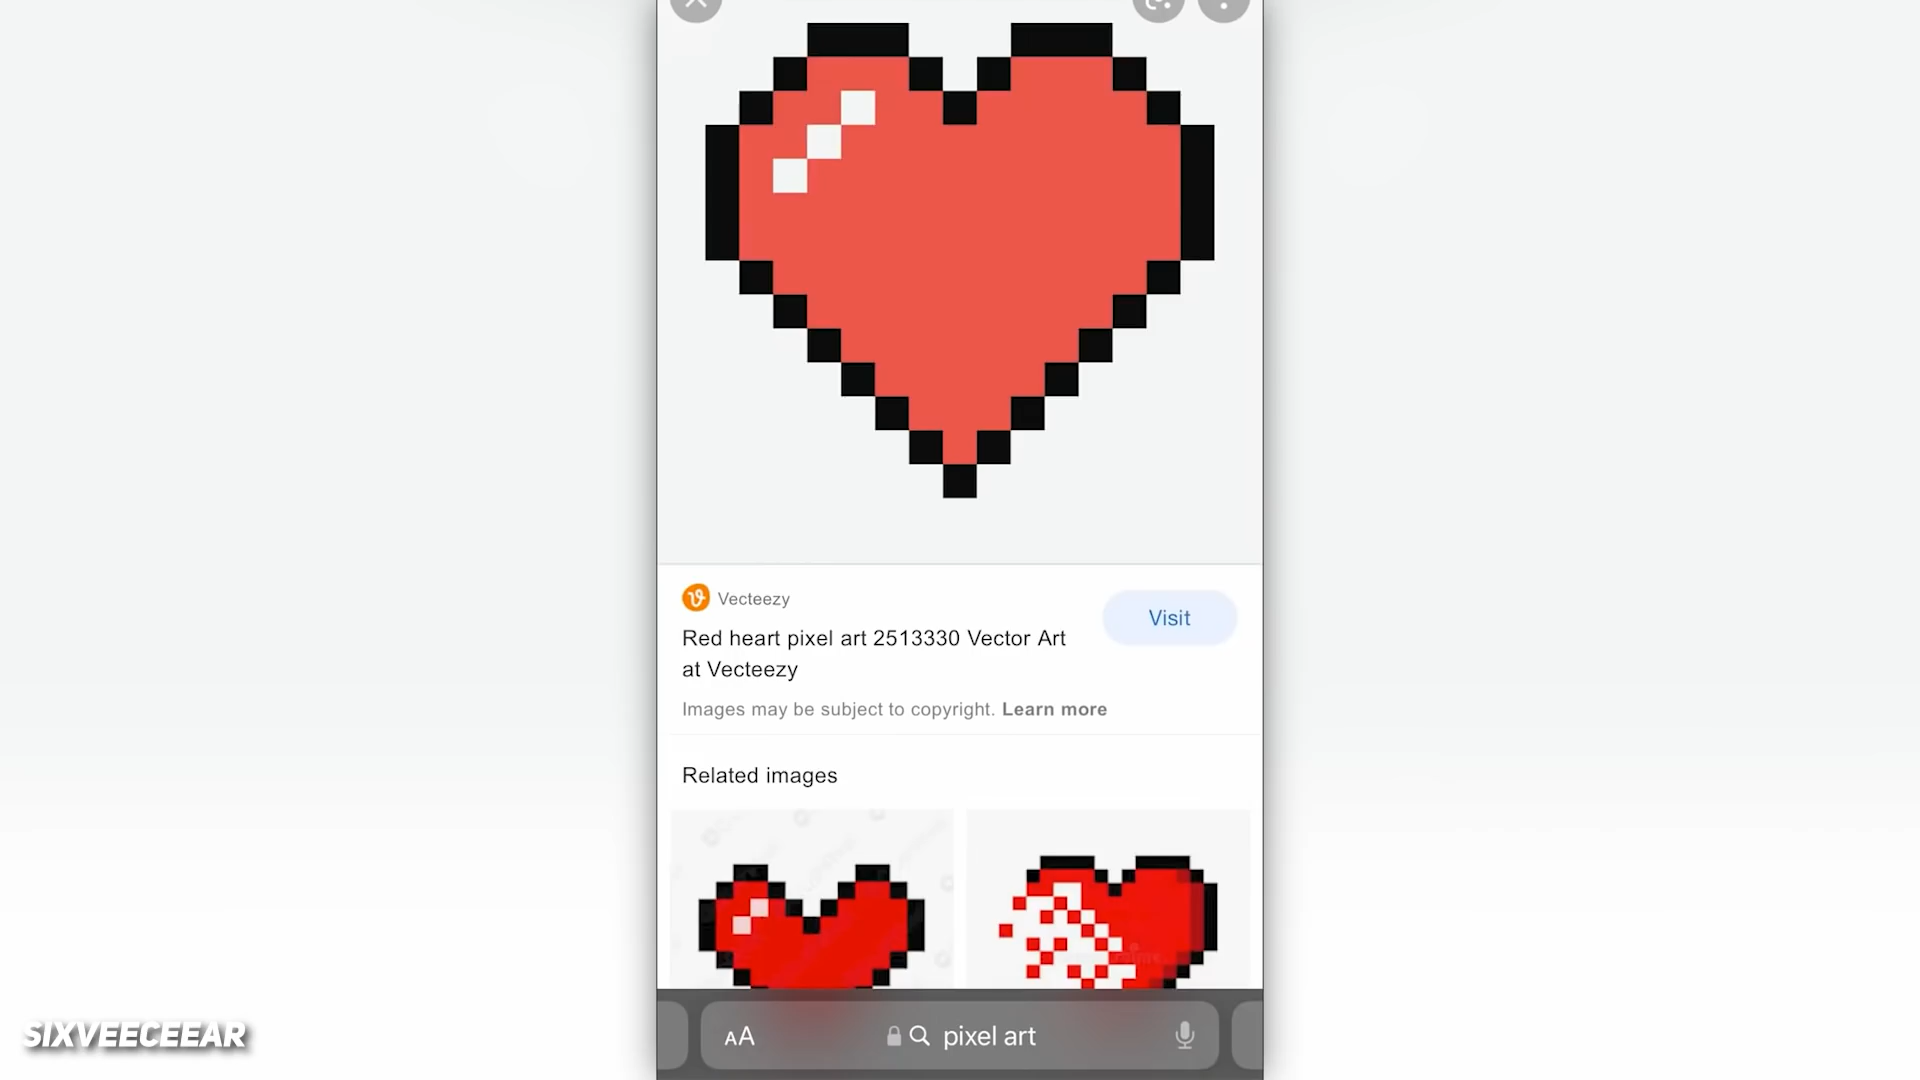 Vecteezy
Visit
Red heart pixel art 2513330 Vector Art
at Vecteezy
Images may be subject to copyright. Learn more
Related images
AA
pixel art
SIXVEECEEAR